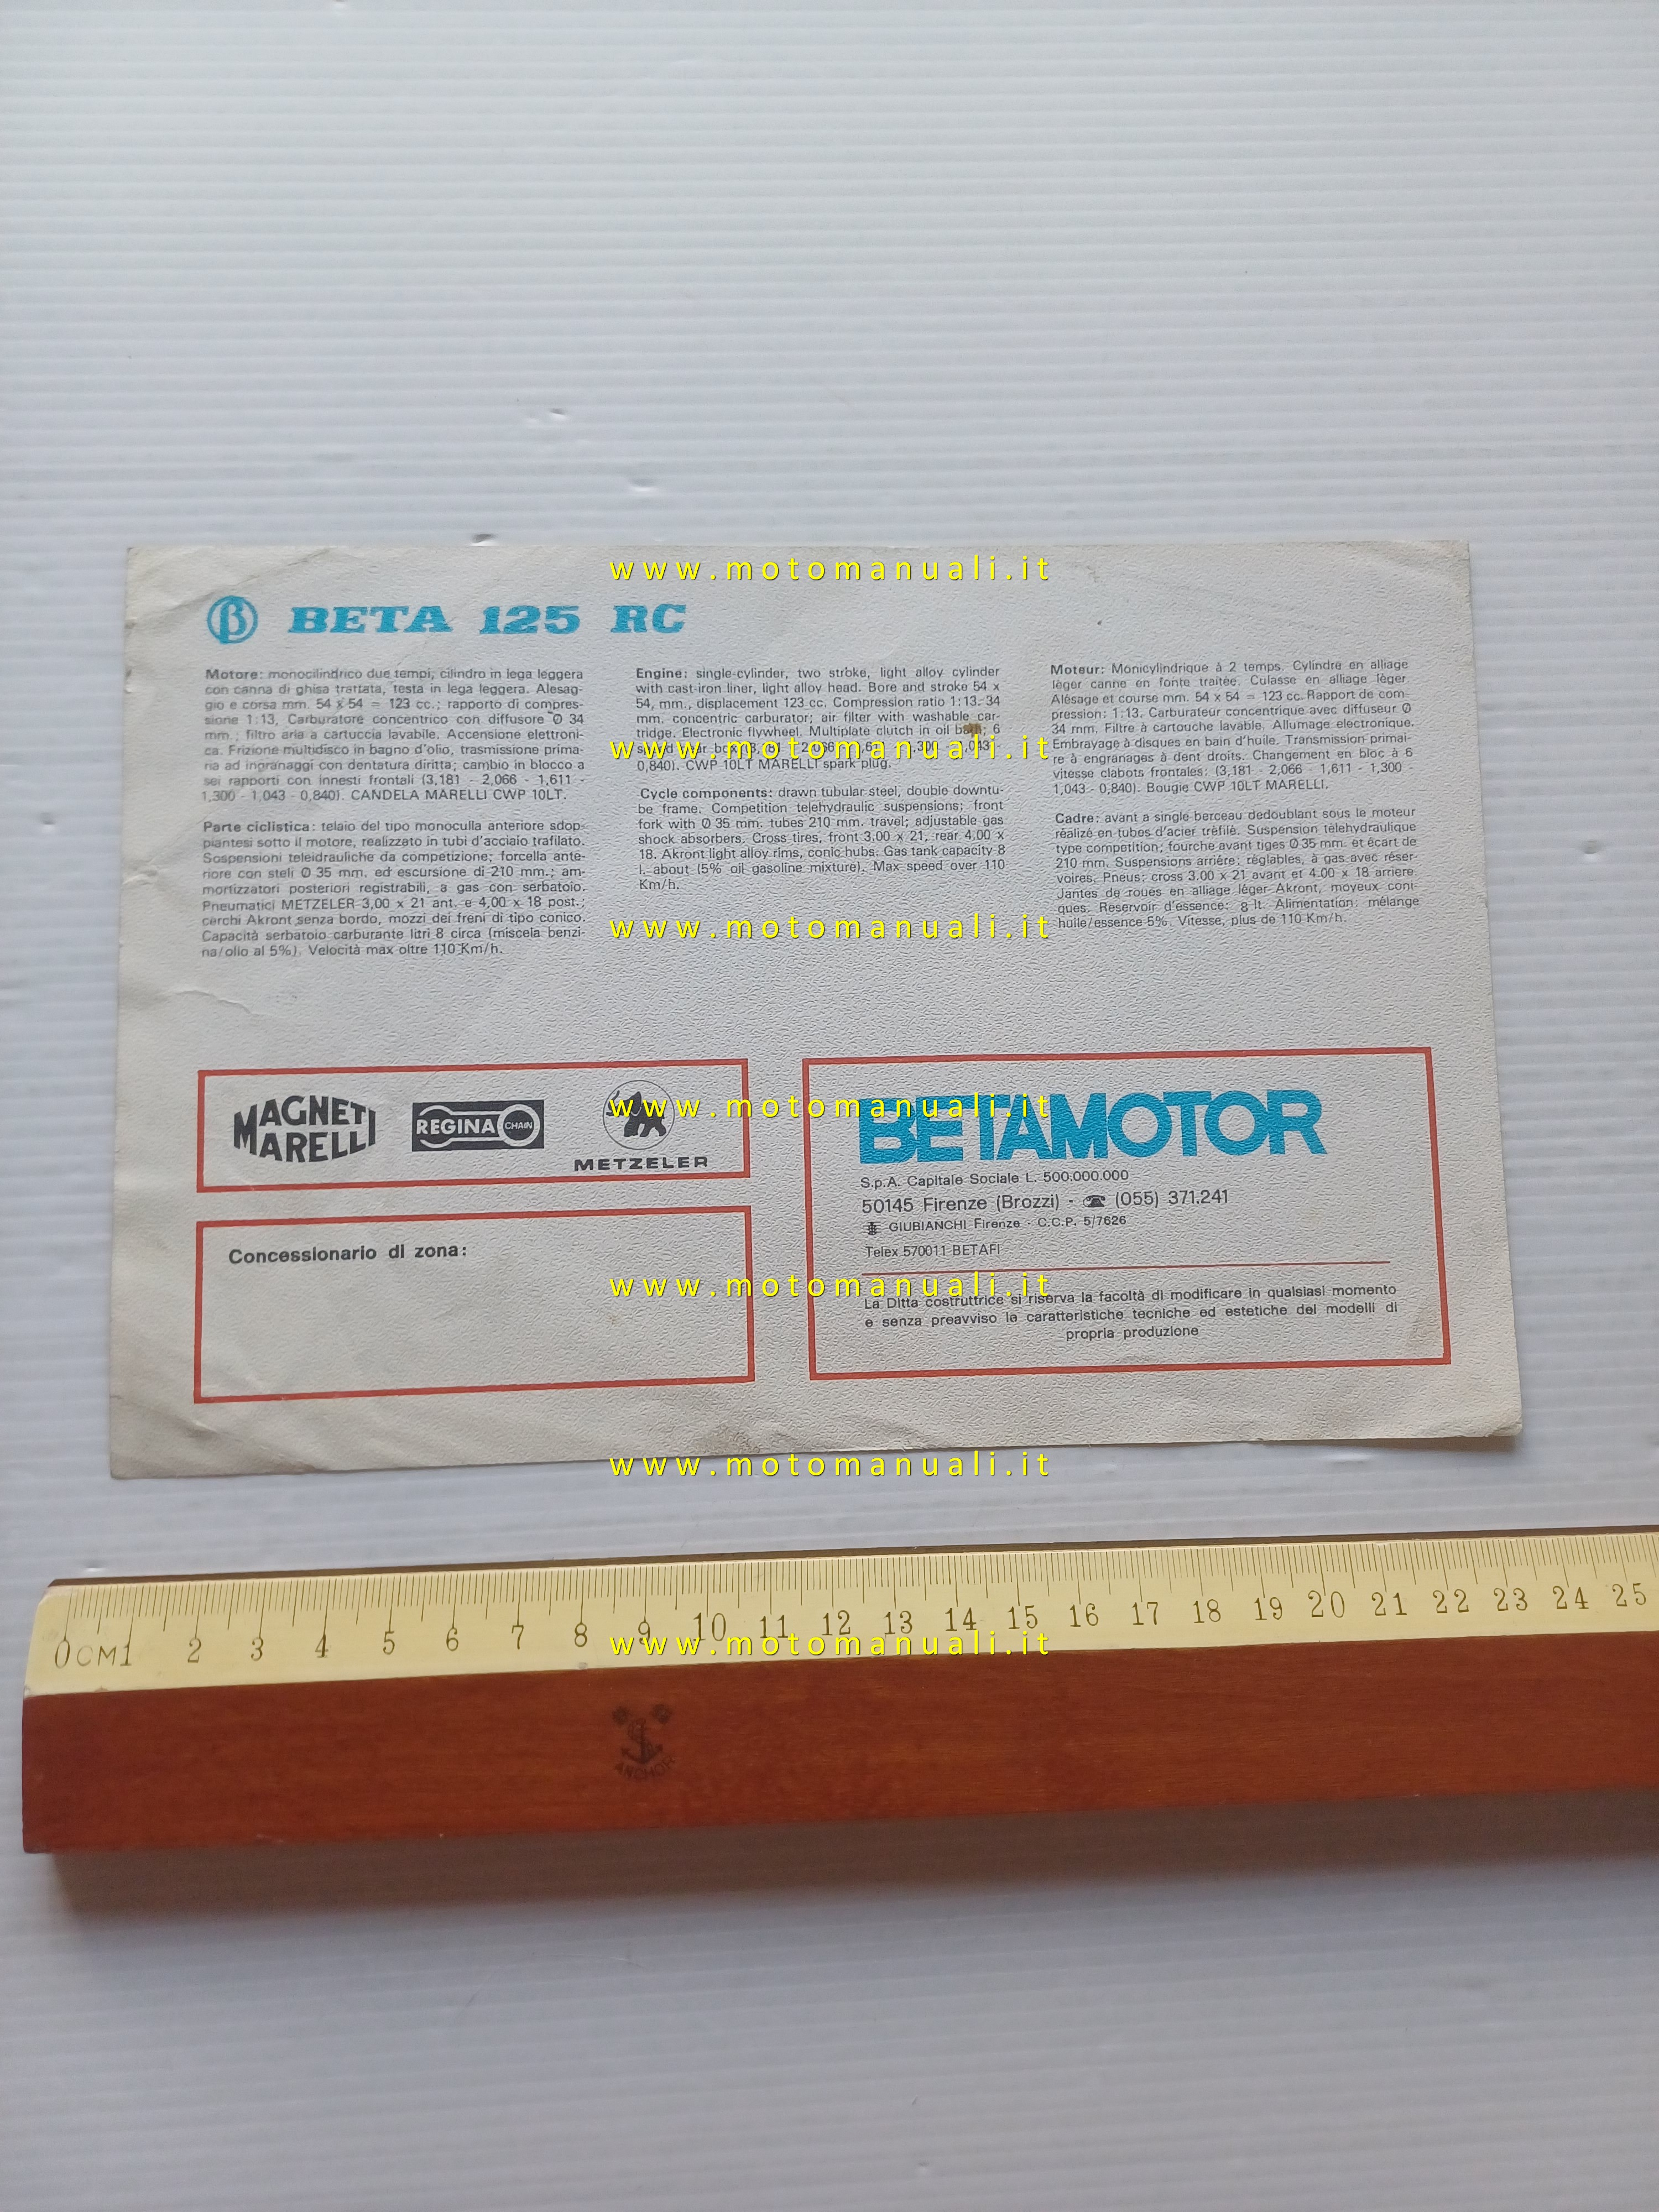 www.motomanuali.it
β BETA 125 RC
Motore: monocilindrico due tempi, cilindro in lega leggera
con canna di ghisa trattata, testa in lega leggera. Alesag-
gio e corsa mm. 54 x 54 = 123 cc.; rapporto di compres-
sione 1:13, Carburatore concentrico con diffusore Ø 34
mm.; filtro aria a cartuccia lavabile. Accensione elettroni-
ca. Frizione multidisco in bagno d'olio, trasmissione prima-
ria ad ingranaggi con dentatura diritta; cambio in blocco a
sei rapporti con innesti frontali (3,181 - 2,066 - 1,611 -
1,300 - 1,043 - 0,840). CANDELA MARELLI CWP 10LT.
Parte ciclistica: telaio del tipo monoculla anteriore sdop-
piantesi sotto il motore, realizzato in tubi d'acciaio trafilato.
Sospensioni teleidrauliche da competizione; forcella ante-
riore con steli Ø 35 mm. ed escursione di 210 mm.; am-
mortizzatori posteriori registrabili, a gas con serbatoio.
Pneumatici METZELER 3,00 x 21 ant. e 4,00 x 18 post.;
cerchi Akront senza bordo, mozzi dei freni di tipo conico.
Capacità serbatoio carburante litri 8 circa (miscela benzi-
na/olio al 5%). Velocità max oltre 110 Km/h.
Engine: single-cylinder, two stroke, light alloy cylinder
with cast-iron liner, light alloy head. Bore and stroke 54 x
54, mm., displacement 123 cc. Compression ratio 1:13-34
mm. concentric carburator; air filter with washable car-
tridge. Electronic flywheel. Multiplate clutch in oil bath; 6
www.motomanuali.it
0,840). CWP 10LT MARELLI spark plug.
Cycle components: drawn tubular steel, double downtu-
be frame. Competition telehydraulic suspensions; front
fork with Ø 35 mm. tubes 210 mm. travel; adjustable gas
shock absorbers. Cross tires, front 3,00 x 21, rear 4,00 x
18. Akront light alloy rims, conic hubs. Gas tank capacity 8
l. about (5% oil gasoline mixture). Max speed over 110
Km/h.
www.motomanuali.it
Moteur: Monicylindrique à 2 temps. Cylindre en alliage
lèger canne en fonte traitée. Culasse en alliage lèger.
Alésage et course mm. 54 x 54 = 123 cc. Rapport de com-
pression: 1:13. Carburateur concentrique avec diffuseur Ø
34 mm. Filtre à cartouche lavable. Allumage electronique.
Embrayage à disques en bain d'huile. Transmission primai-
re à engranages à dent droits. Changement en bloc à 6
vitesse clabots frontales: (3,181 - 2,066 - 1,611 - 1,300 -
1,043 - 0,840). Bougie CWP 10LT MARELLI.
Cadre: avant a single berceau dedoublant sous le moteur
réalizé en tubes d'acier trèfilè. Suspension télehydraulique
type competition; fourche avant tiges Ø 35 mm. et écart de
210 mm. Suspensions arriére: réglables, à gas avec réser-
voires. Pneus: cross 3.00 x 21 avant et 4.00 x 18 arriere.
Jantes de roues en alliage léger Akront, moyeux coni-
ques. Reservoir d'essence: 8 lt. Alimentation: mélange
huile/essence 5%. Vitesse, plus de 110 Km/h.
MAGNETI
MARELLI
REGINA CHAIN
METZELER
www.motomanuali.it
BETAMOTOR
S.p.A. Capitale Sociale L. 500.000.000
50145 Firenze (Brozzi) - ☎ (055) 371.241
GIUBIANCHI Firenze - C.C.P. 5/7626
Telex 570011 BETAFI
www.motomanuali.it
La Ditta costruttrice si riserva la facoltà di modificare in qualsiasi momento
e senza preavviso le caratteristiche tecniche ed estetiche dei modelli di
propria produzione
Concessionario di zona:
www.motomanuali.it
0CM1 2 3 4 5 6 7 8 9 10 11 12 13 14 15 16 17 18 19 20 21 22 23 24 25
www.motomanuali.it
ANCHOR